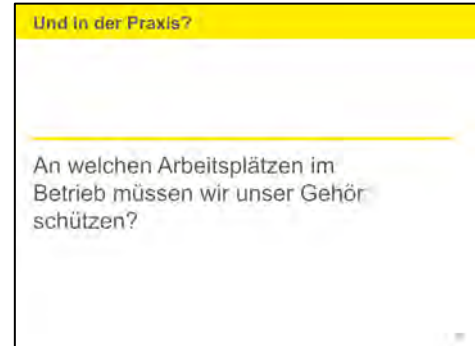 Und in der Praxis?
An welchen Arbeitsplätzen im
Betrieb müssen wir unser Gehör
schützen?